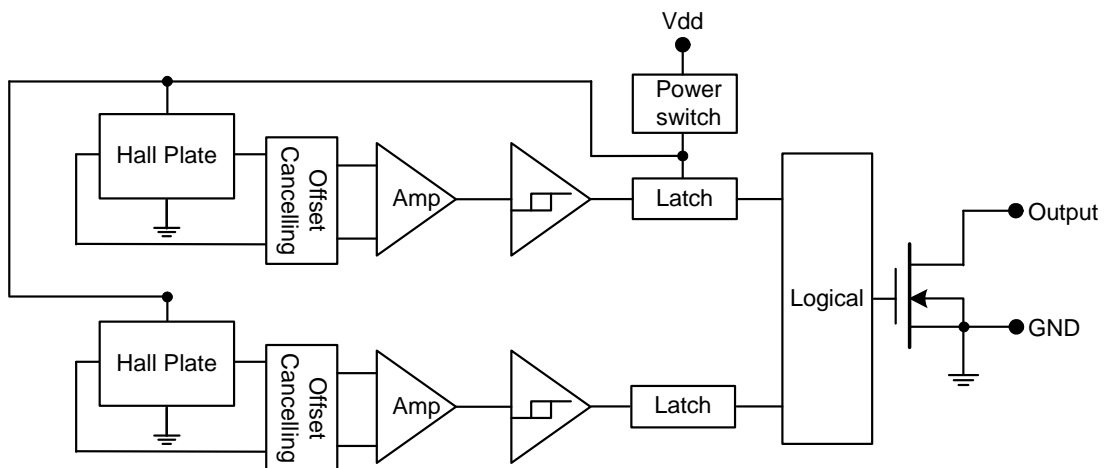 Vdd
Power
switch
Hall Plate
Offset
Cancelling
Amp
Latch
Output
Logical
GND
Hall Plate
Offset
Cancelling
Amp
Latch